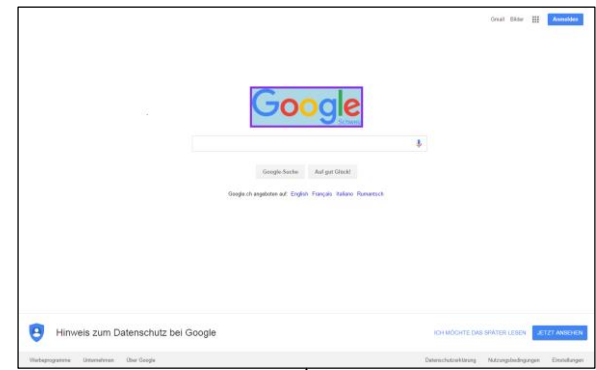 Gmail Bilder Anmelden
Google
Schweiz
Google-Suche Auf gut Glück!
Google.ch angeboten auf: English Français Italiano Rumantsch
Hinweis zum Datenschutz bei Google ICH MÖCHTE DAS SPÄTER LESEN JETZT ANSEHEN
Werbeprogramme Unternehmen Über Google Datenschutzerklärung Nutzungsbedingungen Einstellungen